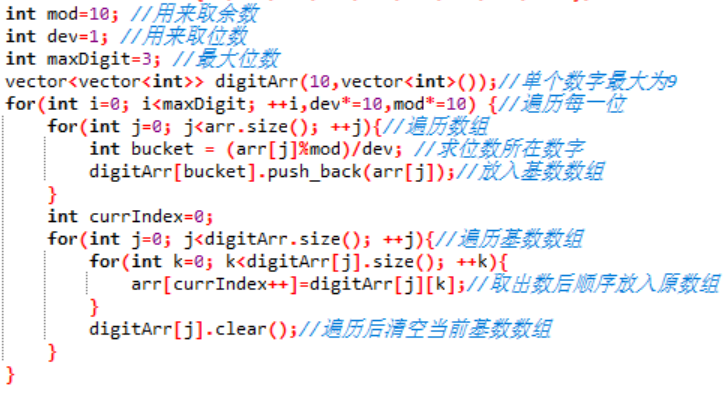 int mod=10; //用来取余数
int dev=1; //用来取位数
int maxDigit=3; //最大位数
vector<vector<int>> digitArr(10,vector<int>());//单个数字最大为9
for(int i=0; i<maxDigit; ++i,dev*=10,mod*=10) {//遍历每一位
    for(int j=0; j<arr.size(); ++j){//遍历数组
        int bucket = (arr[j]%mod)/dev; //求位数所在数字
        digitArr[bucket].push_back(arr[j]);//放入基数数组
    }
    int currIndex=0;
    for(int j=0; j<digitArr.size(); ++j){//遍历基数数组
        for(int k=0; k<digitArr[j].size(); ++k){
            arr[currIndex++]=digitArr[j][k];//取出数后顺序放入原数组
        }
        digitArr[j].clear();//遍历后清空当前基数数组
    }
}